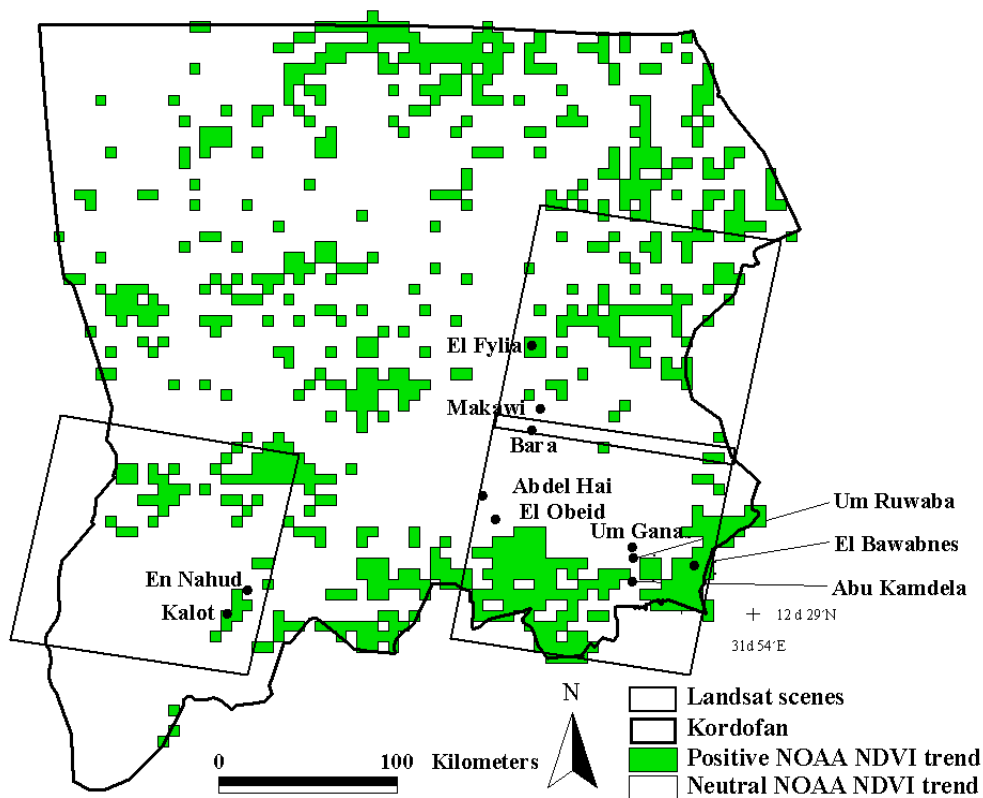 El Fylia
Makawi
Bara
Abdel Hai
El Obeid
Um Gana
Um Ruwaba
El Bawabnes
Abu Kamdela
En Nahud
Kalot
12 d 29'N
31d 54'E
N
Landsat scenes
Kordofan
Positive NOAA NDVI trend
Neutral NOAA NDVI trend
0 100 Kilometers